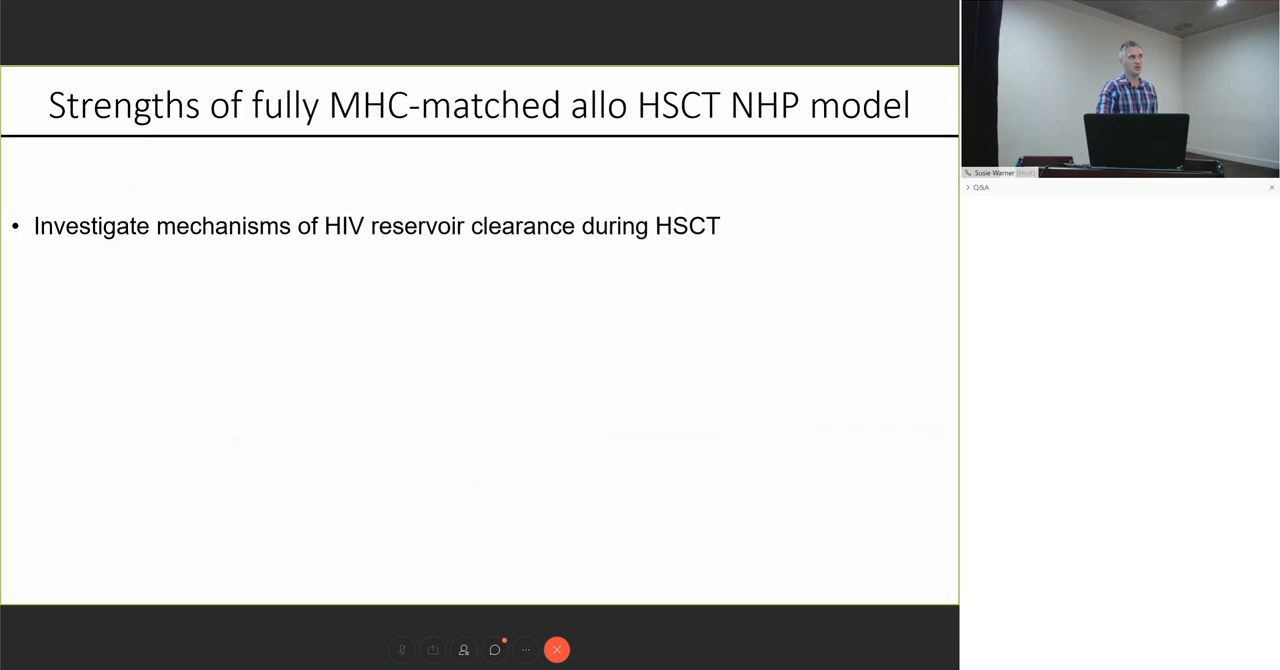 Strengths of fully MHC-matched allo HSCT NHP model
• Investigate mechanisms of HIV reservoir clearance during HSCT
Susie Warner (Host)
Q&A